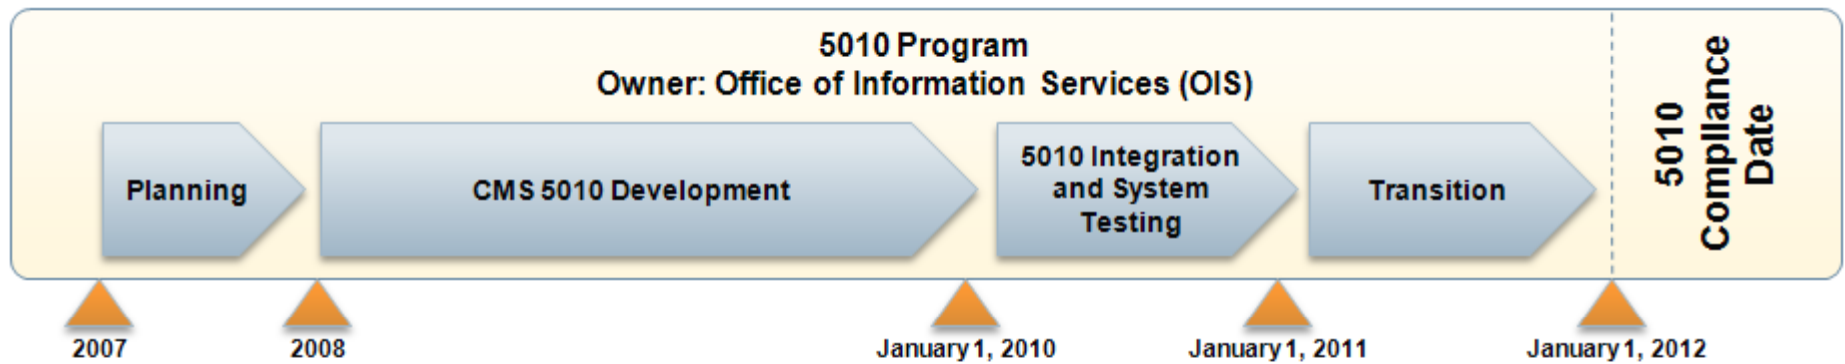 5010 Program
Owner: Office of Information Services (OIS)
Planning
CMS 5010 Development
5010 Integration
and System
Testing
Transition
5010
Compliance
Date
2007
2008
January 1, 2010
January 1, 2011
January 1, 2012